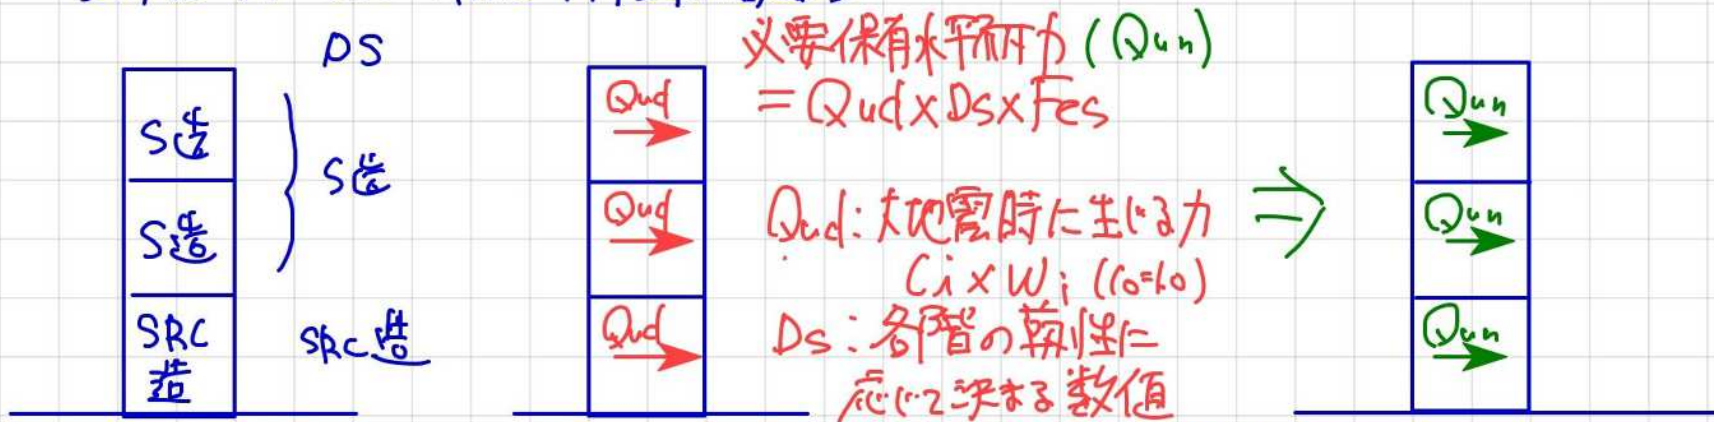 DS
S造
S造
SRC
造
S造
SRC造
Qud
Qud
Qud
必要保有水平耐力 (Qun)
= Qud×Ds×Fes
Qud:大地震時に生じる力
Ci×Wi (C0=1.0)
Ds:各階の靭性に
応じて決まる数値
Qun
Qun
Qun